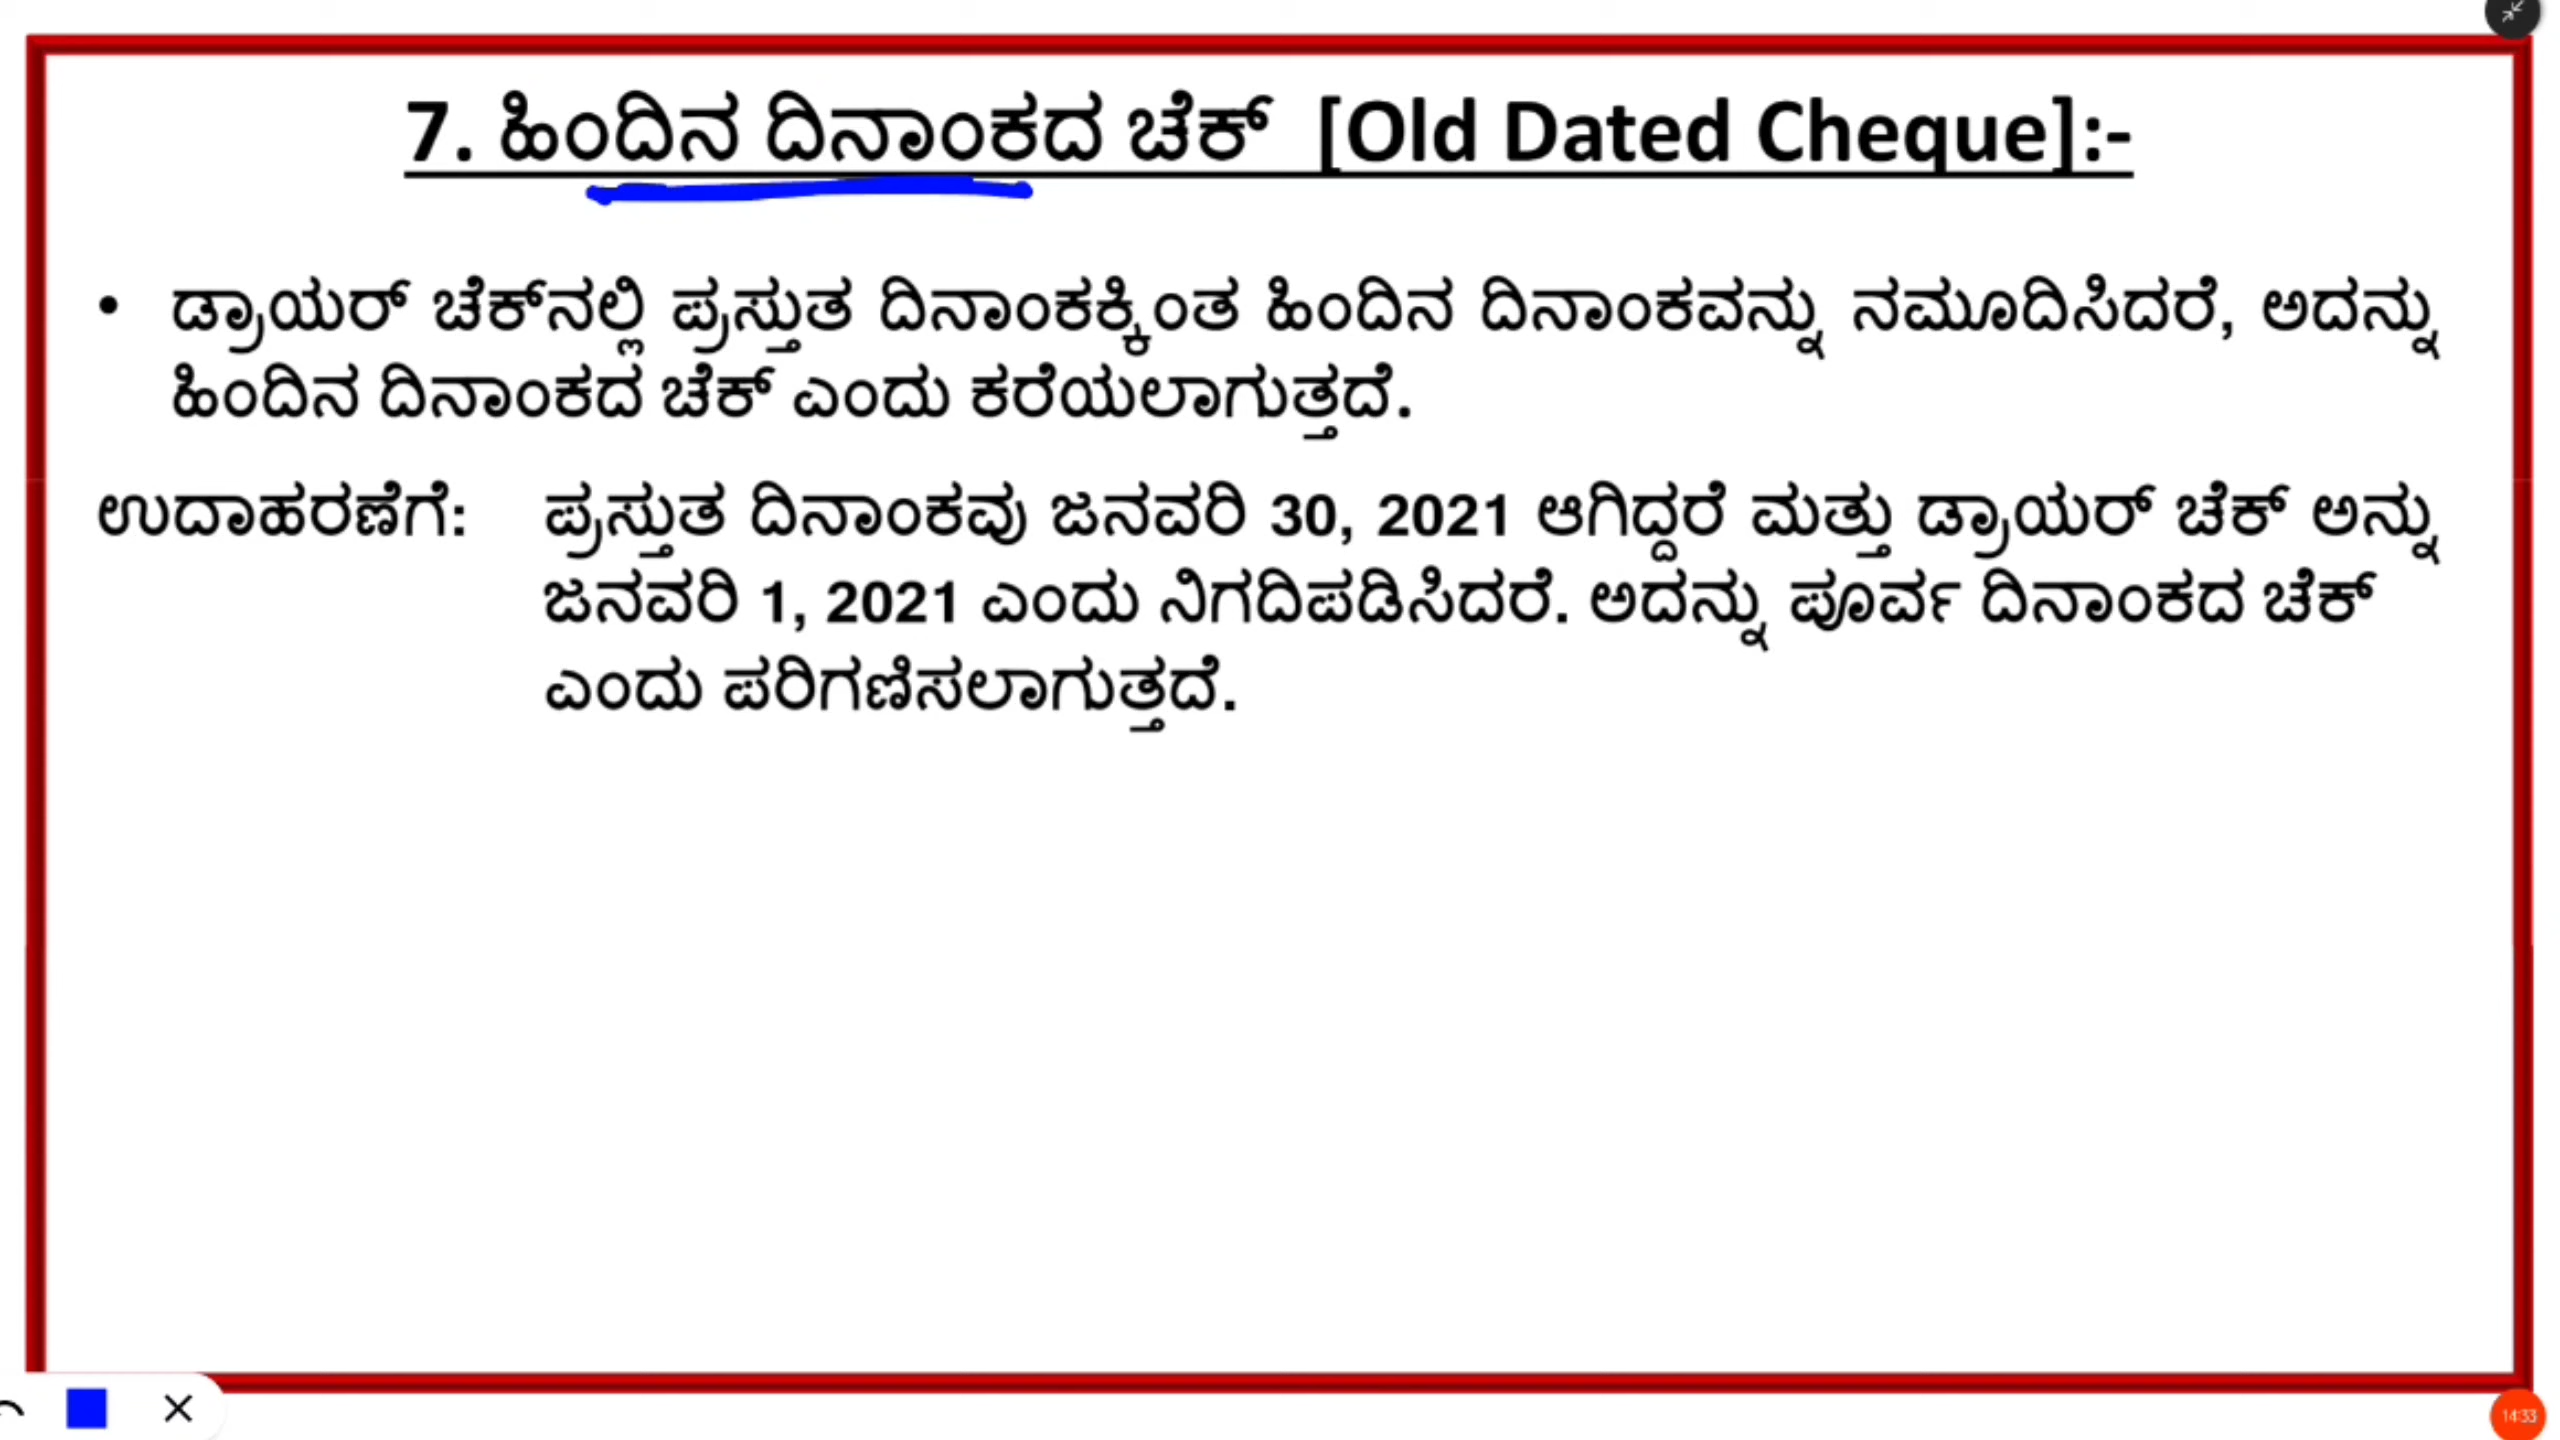 7. ಹಿಂದಿನ ದಿನಾಂಕದ ಚೆಕ್ [Old Dated Cheque]:-
• ಡ್ರಾಯರ್ ಚೆಕ್‌ನಲ್ಲಿ ಪ್ರಸ್ತುತ ದಿನಾಂಕಕ್ಕಿಂತ ಹಿಂದಿನ ದಿನಾಂಕವನ್ನು ನಮೂದಿಸಿದರೆ, ಅದನ್ನು
ಹಿಂದಿನ ದಿನಾಂಕದ ಚೆಕ್ ಎಂದು ಕರೆಯಲಾಗುತ್ತದೆ.
ಉದಾಹರಣೆಗೆ: ಪ್ರಸ್ತುತ ದಿನಾಂಕವು ಜನವರಿ 30, 2021 ಆಗಿದ್ದರೆ ಮತ್ತು ಡ್ರಾಯರ್ ಚೆಕ್ ಅನ್ನು
ಜನವರಿ 1, 2021 ಎಂದು ನಿಗದಿಪಡಿಸಿದರೆ. ಅದನ್ನು ಪೂರ್ವ ದಿನಾಂಕದ ಚೆಕ್
ಎಂದು ಪರಿಗಣಿಸಲಾಗುತ್ತದೆ.
14:33